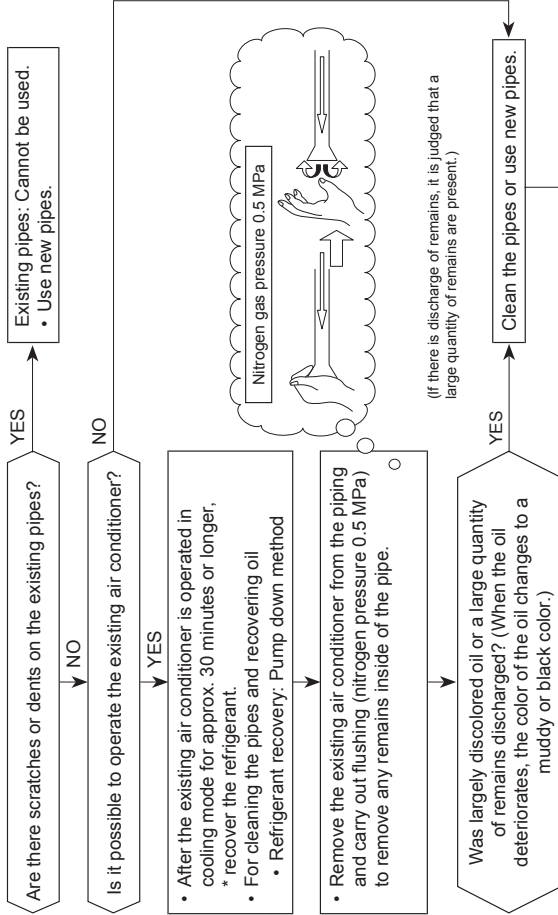 Are there scratches or dents on the existing pipes?
YES
Existing pipes: Cannot be used.
• Use new pipes.
NO
Is it possible to operate the existing air conditioner?
NO
YES
• After the existing air conditioner is operated in
cooling mode for approx. 30 minutes or longer,
* recover the refrigerant.
• For cleaning the pipes and recovering oil
• Refrigerant recovery: Pump down method
Nitrogen gas pressure 0.5 MPa
• Remove the existing air conditioner from the piping
and carry out flushing (nitrogen pressure 0.5 MPa)
to remove any remains inside of the pipe.
(If there is discharge of remains, it is judged that a
large quantity of remains are present.)
Was largely discolored oil or a large quantity
of remains discharged? (When the oil
deteriorates, the color of the oil changes to a
muddy or black color.)
YES
Clean the pipes or use new pipes.